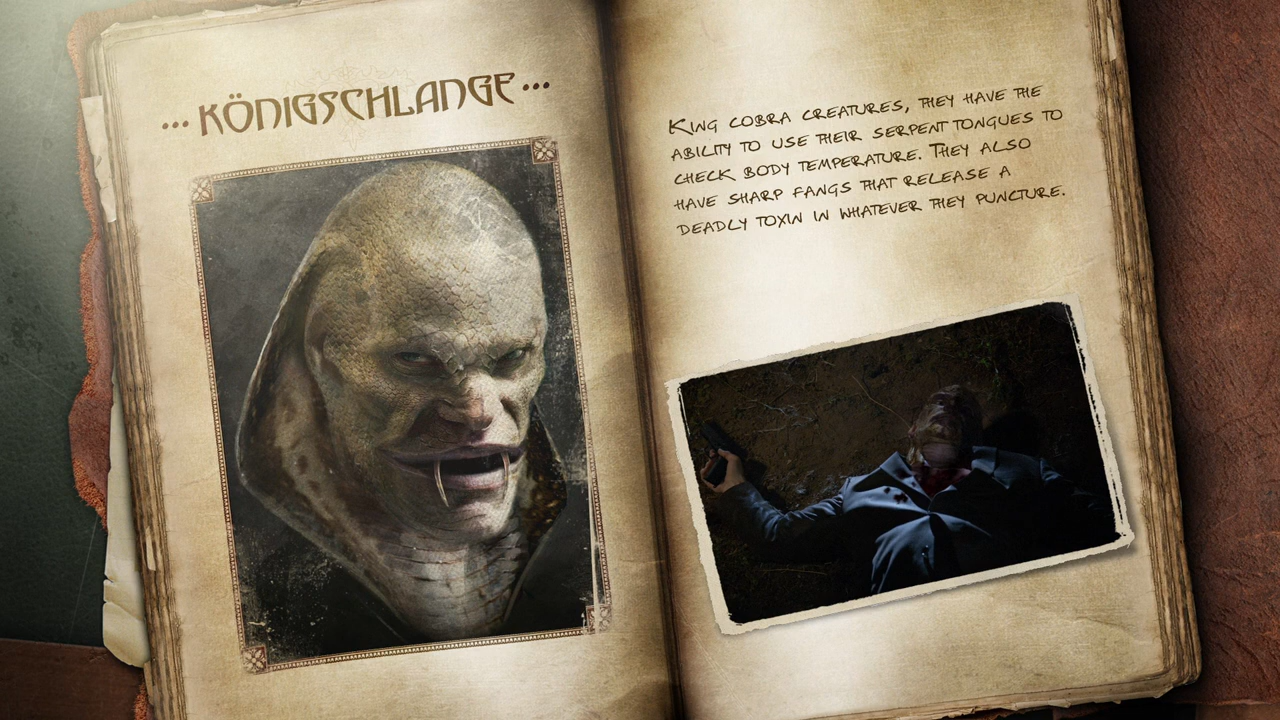 ... KÖNIGSCHLANGE ...
KING COBRA CREATURES, THEY HAVE THE
ABILITY TO USE THEIR SERPENT TONGUES TO
CHECK BODY TEMPERATURE. THEY ALSO
HAVE SHARP FANGS THAT RELEASE A
DEADLY TOXIN IN WHATEVER THEY PUNCTURE.